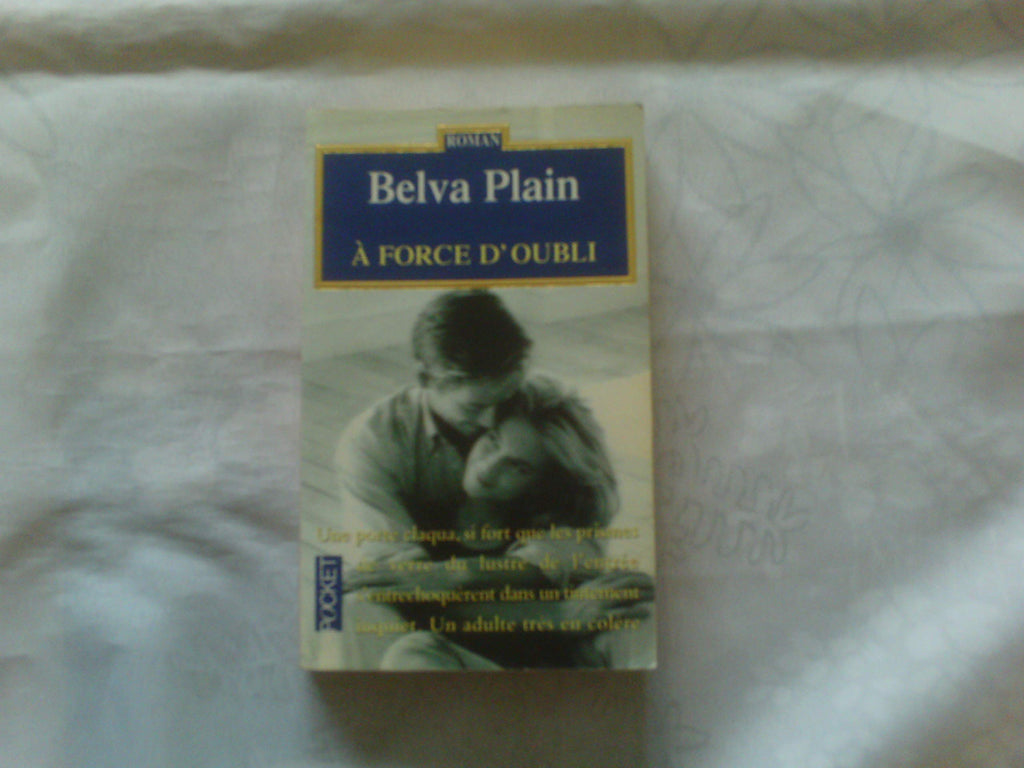 ROMAN
Belva Plain
À FORCE D'OUBLI
Une porte claqua, si fort que les prismes
de verre du lustre de l'entrée
s'entrechoquèrent dans un tintement
inquiet. Un adulte très en colère
POCKET